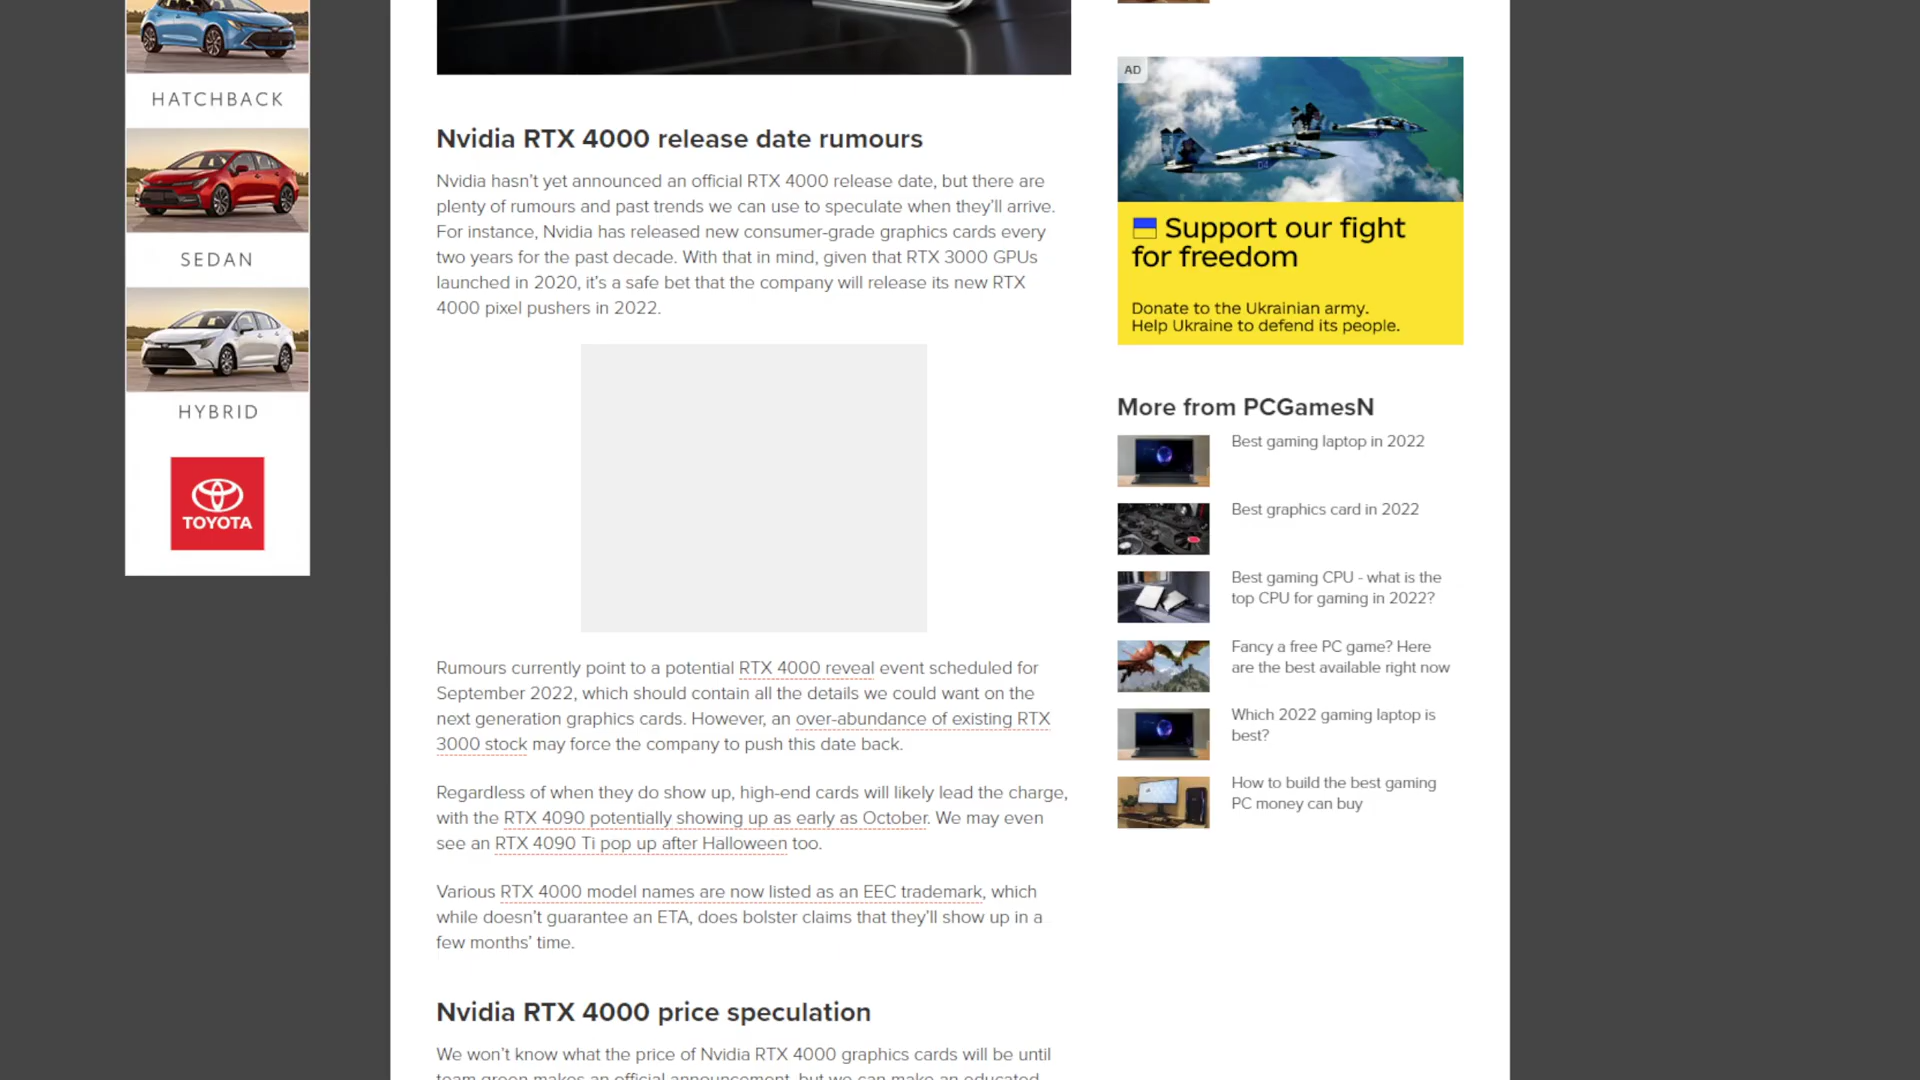 HATCHBACK
SEDAN
HYBRID
TOYOTA
Nvidia RTX 4000 release date rumours
Nvidia hasn't yet announced an official RTX 4000 release date, but there are
plenty of rumours and past trends we can use to speculate when they'll arrive.
For instance, Nvidia has released new consumer-grade graphics cards every
two years for the past decade. With that in mind, given that RTX 3000 GPUs
launched in 2020, it's a safe bet that the company will release its new RTX
4000 pixel pushers in 2022.
Rumours currently point to a potential RTX 4000 reveal event scheduled for
September 2022, which should contain all the details we could want on the
next generation graphics cards. However, an over-abundance of existing RTX
3000 stock may force the company to push this date back.
Regardless of when they do show up, high-end cards will likely lead the charge,
with the RTX 4090 potentially showing up as early as October. We may even
see an RTX 4090 Ti pop up after Halloween too.
Various RTX 4000 model names are now listed as an EEC trademark, which
while doesn't guarantee an ETA, does bolster claims that they'll show up in a
few months' time.
Nvidia RTX 4000 price speculation
We won't know what the price of Nvidia RTX 4000 graphics cards will be until
team green makes an official announcement, but we can make an educated
AD
Support our fight
for freedom
Donate to the Ukrainian army.
Help Ukraine to defend its people.
More from PCGamesN
Best gaming laptop in 2022
Best graphics card in 2022
Best gaming CPU - what is the
top CPU for gaming in 2022?
Fancy a free PC game? Here
are the best available right now
Which 2022 gaming laptop is
best?
How to build the best gaming
PC money can buy